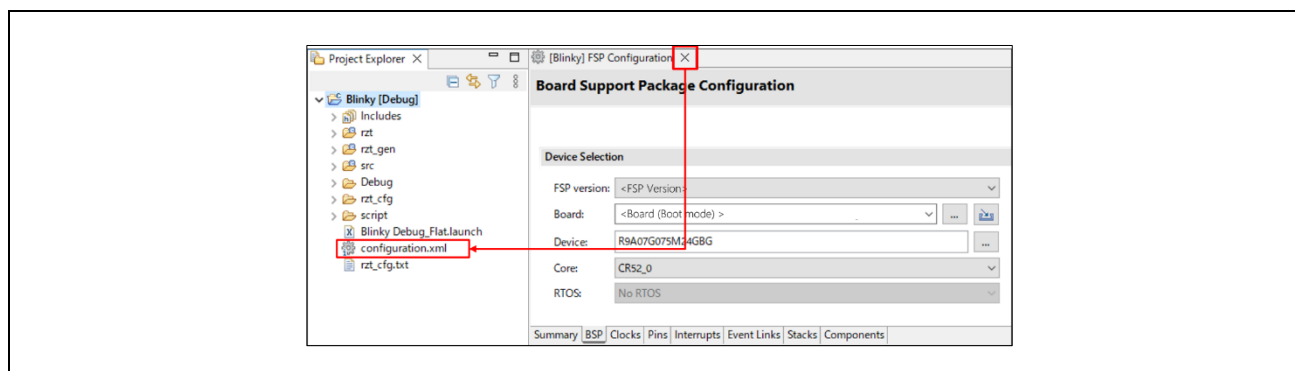 Project Explorer
Blinky [Debug]
Includes
rzt
rzt_gen
src
Debug
rzt_cfg
script
Blinky Debug_Flat.launch
configuration.xml
rzt_cfg.txt
[Blinky] FSP Configuration
Board Support Package Configuration
Device Selection
FSP version: <FSP Version>
Board: <Board (Boot mode) > ...
Device: R9A07G075M24GBG ...
Core: CR52_0
RTOS: No RTOS
Summary BSP Clocks Pins Interrupts Event Links Stacks Components